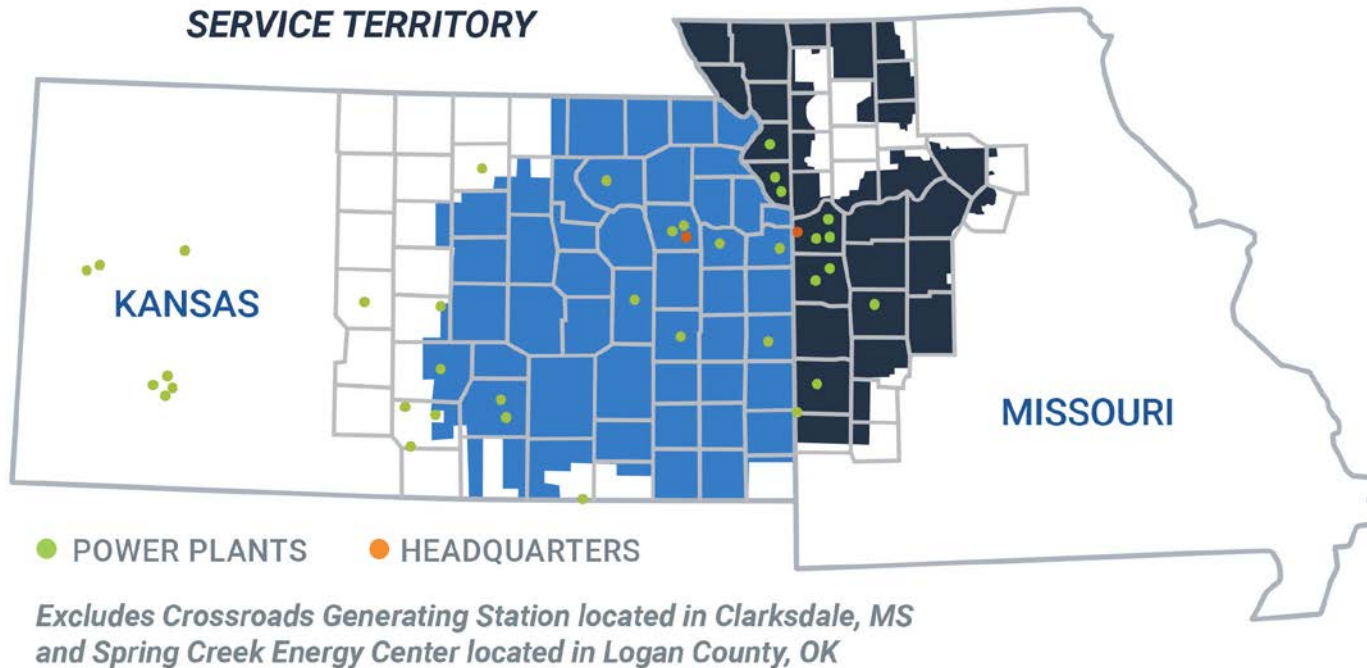 SERVICE TERRITORY
KANSAS
MISSOURI
POWER PLANTS
HEADQUARTERS
Excludes Crossroads Generating Station located in Clarksdale, MS
and Spring Creek Energy Center located in Logan County, OK